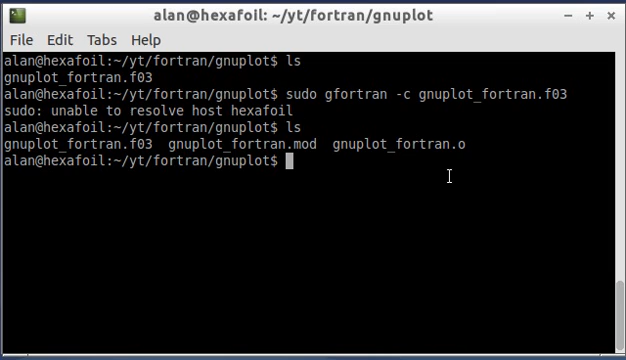 alan@hexafoil: ~/yt/fortran/gnuplot
File Edit Tabs Help
alan@hexafoil:~/yt/fortran/gnuplot$ ls
gnuplot_fortran.f03
alan@hexafoil:~/yt/fortran/gnuplot$ sudo gfortran -c gnuplot_fortran.f03
sudo: unable to resolve host hexafoil
alan@hexafoil:~/yt/fortran/gnuplot$ ls
gnuplot_fortran.f03 gnuplot_fortran.mod gnuplot_fortran.o
alan@hexafoil:~/yt/fortran/gnuplot$